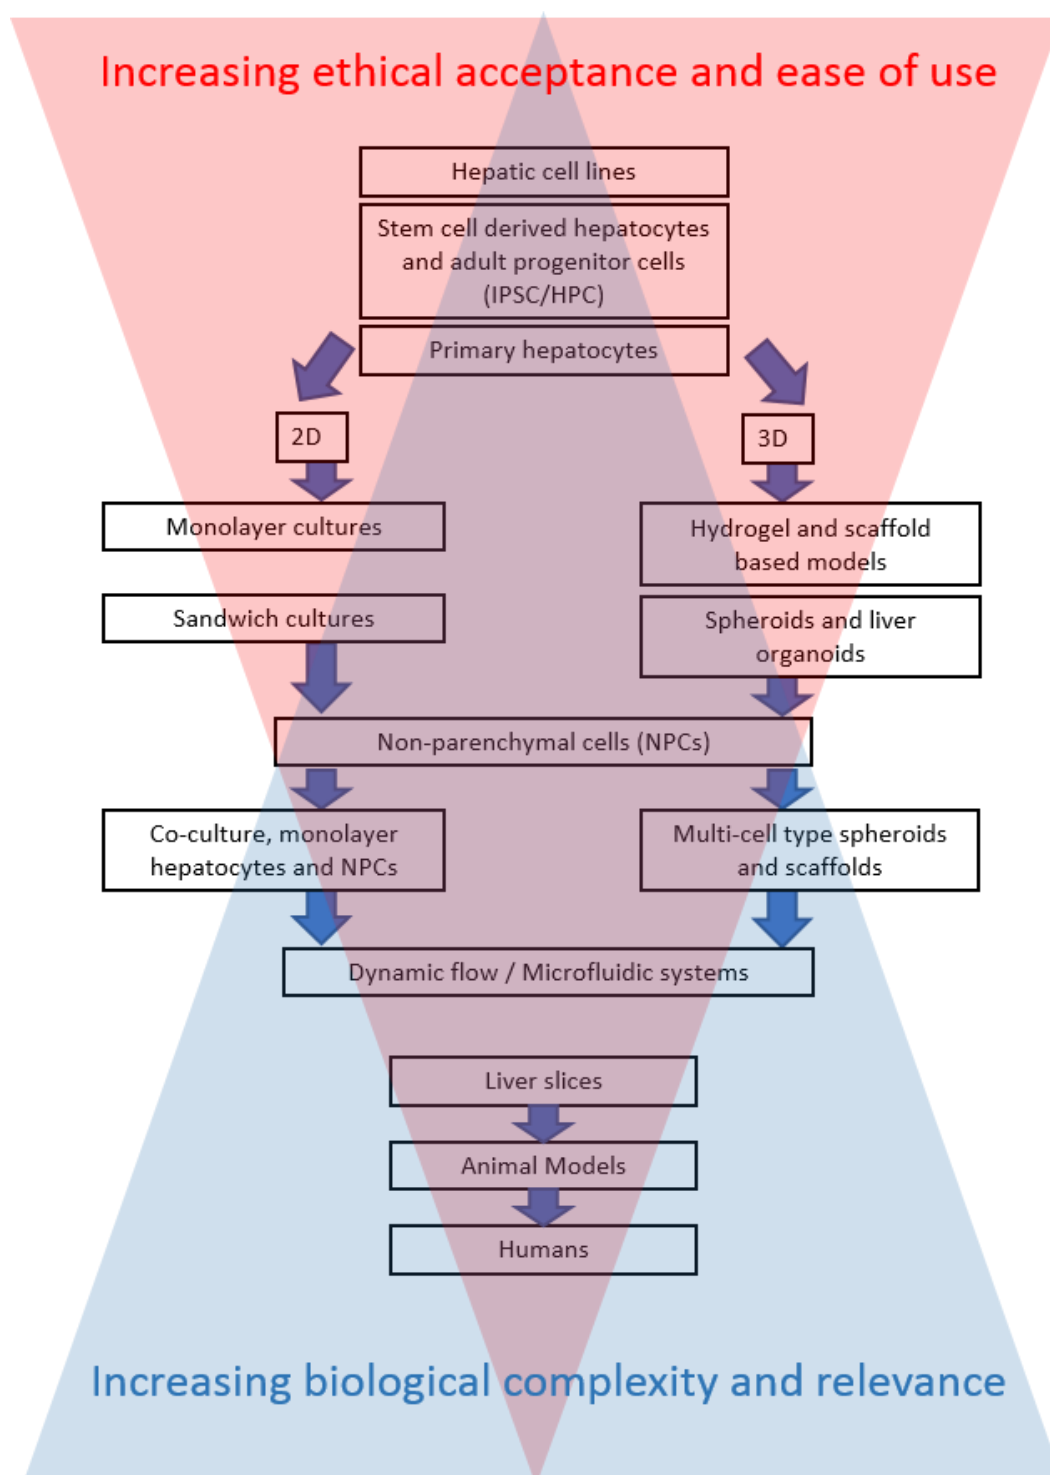 Increasing ethical acceptance and ease of use
Hepatic cell lines
Stem cell derived hepatocytes
and adult progenitor cells
(IPSC/HPC)
Primary hepatocytes
2D
3D
Monolayer cultures
Hydrogel and scaffold
based models
Sandwich cultures
Spheroids and liver
organoids
Non-parenchymal cells (NPCs)
Co-culture, monolayer
hepatocytes and NPCs
Multi-cell type spheroids
and scaffolds
Dynamic flow / Microfluidic systems
Liver slices
Animal Models
Humans
Increasing biological complexity and relevance